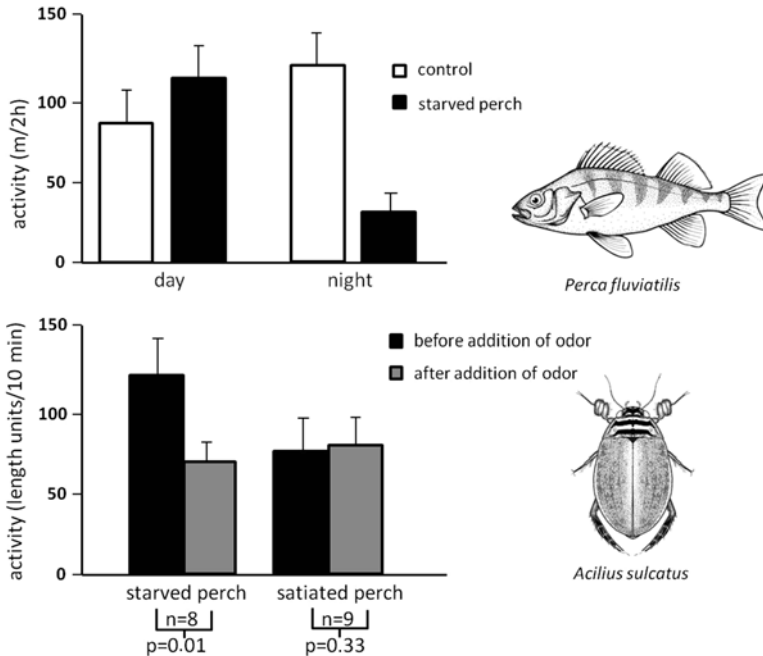 activity (m/2h)
150
100
50
0
day
night
control
starved perch
Perca fluviatilis
activity (length units/10 min)
150
100
50
0
before addition of odor
after addition of odor
starved perch
satiated perch
n=8
n=9
p=0.01
p=0.33
Acilius sulcatus